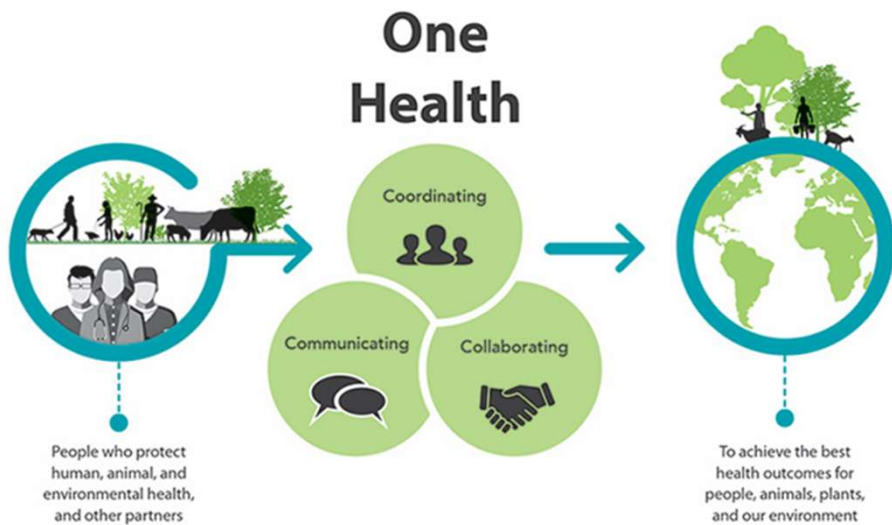 One
Health
Coordinating
Communicating
Collaborating
People who protect
human, animal, and
environmental health,
and other partners
To achieve the best
health outcomes for
people, animals, plants,
and our environment